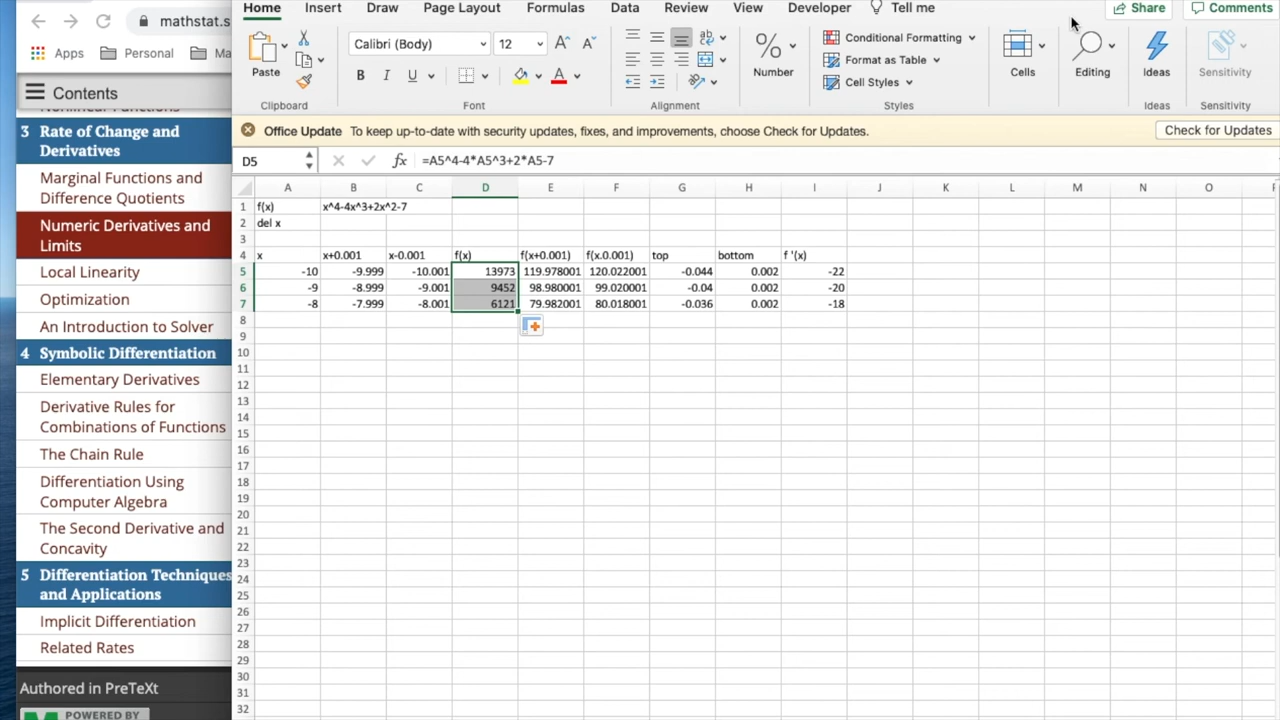 Home Insert Draw Page Layout Formulas Data Review View Developer Tell me Share Comments
mathstat.s
Apps Personal Ma
Paste
Calibri (Body) 12 A^ Aˇ
B I U A
ab
%
Number
Conditional Formatting
Format as Table
Cell Styles
Cells
Editing
Ideas
Sensitivity
Clipboard Font Alignment Styles Ideas Sensitivity
Office Update To keep up-to-date with security updates, fixes, and improvements, choose Check for Updates. Check for Updates
D5 fx =A5^4-4*A5^3+2*A5-7
A B C D E F G H I J K L M N O
1 f(x) x^4-4x^3+2x^2-7
2 del x
3
4 x x+0.001 x-0.001 f(x) f(x+0.001) f(x.0.001) top bottom f '(x)
5 -10 -9.999 -10.001 13973 119.978001 120.022001 -0.044 0.002 -22
6 -9 -8.999 -9.001 9452 98.980001 99.020001 -0.04 0.002 -20
7 -8 -7.999 -8.001 6121 79.982001 80.018001 -0.036 0.002 -18
8
9
10
11
12
13
14
15
16
17
18
19
20
21
22
23
24
25
26
27
28
29
30
31
32
Contents
3 Rate of Change and
Derivatives
Marginal Functions and
Difference Quotients
Numeric Derivatives and
Limits
Local Linearity
Optimization
An Introduction to Solver
4 Symbolic Differentiation
Elementary Derivatives
Derivative Rules for
Combinations of Functions
The Chain Rule
Differentiation Using
Computer Algebra
The Second Derivative and
Concavity
5 Differentiation Techniques
and Applications
Implicit Differentiation
Related Rates
Authored in PreTeXt
POWERED BY